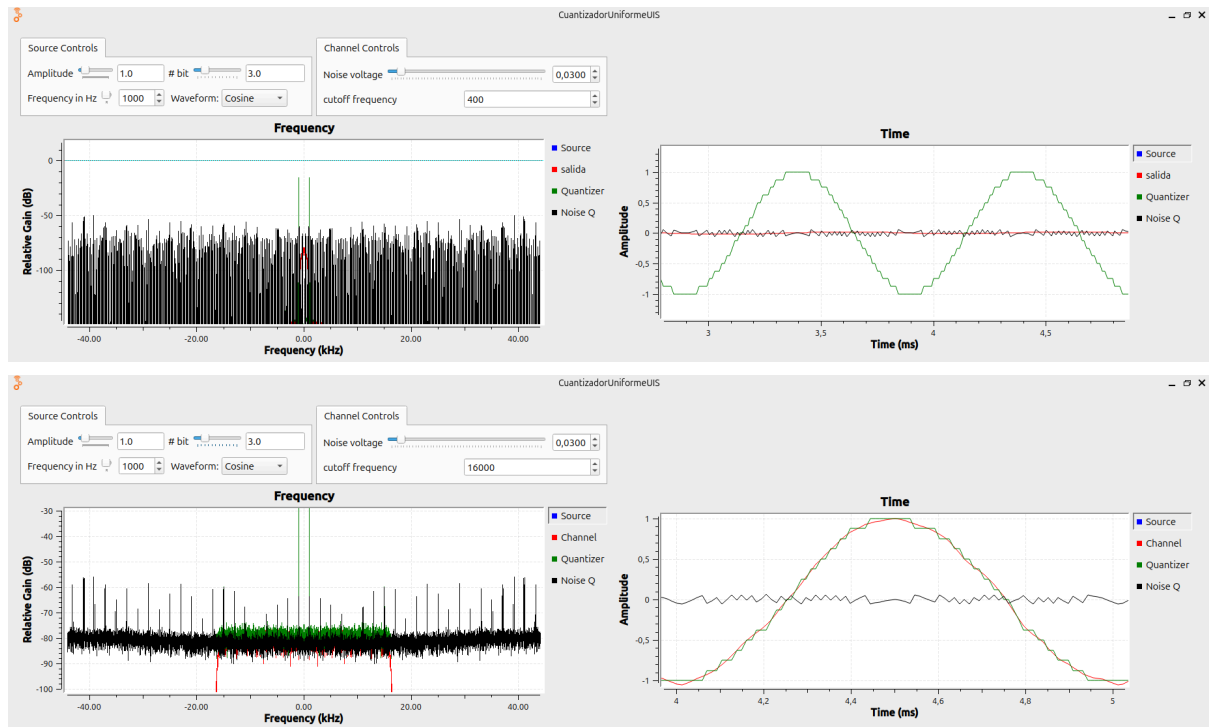 CuantizadorUniformeUIS
Source Controls
Channel Controls
Amplitude 1.0 # bit 3.0
Noise voltage 0,0300
Frequency in Hz 1000 Waveform: Cosine
cutoff frequency 400
Frequency
Relative Gain (dB)
0
-50
-100
-40.00 -20.00 0.00 20.00 40.00
Frequency (kHz)
Source
salida
Quantizer
Noise Q
Time
Amplitude
1
0,5
0
-0,5
-1
3 3,5 4 4,5
Time (ms)
Source
salida
Quantizer
Noise Q
CuantizadorUniformeUIS
Source Controls
Channel Controls
Amplitude 1.0 # bit 3.0
Noise voltage 0,0300
Frequency in Hz 1000 Waveform: Cosine
cutoff frequency 16000
Frequency
Relative Gain (dB)
-30
-40
-50
-60
-70
-80
-90
-100
-40.00 -20.00 0.00 20.00 40.00
Frequency (kHz)
Source
Channel
Quantizer
Noise Q
Time
Amplitude
1
0,5
0
-0,5
-1
4 4,2 4,4 4,6 4,8 5
Time (ms)
Source
Channel
Quantizer
Noise Q